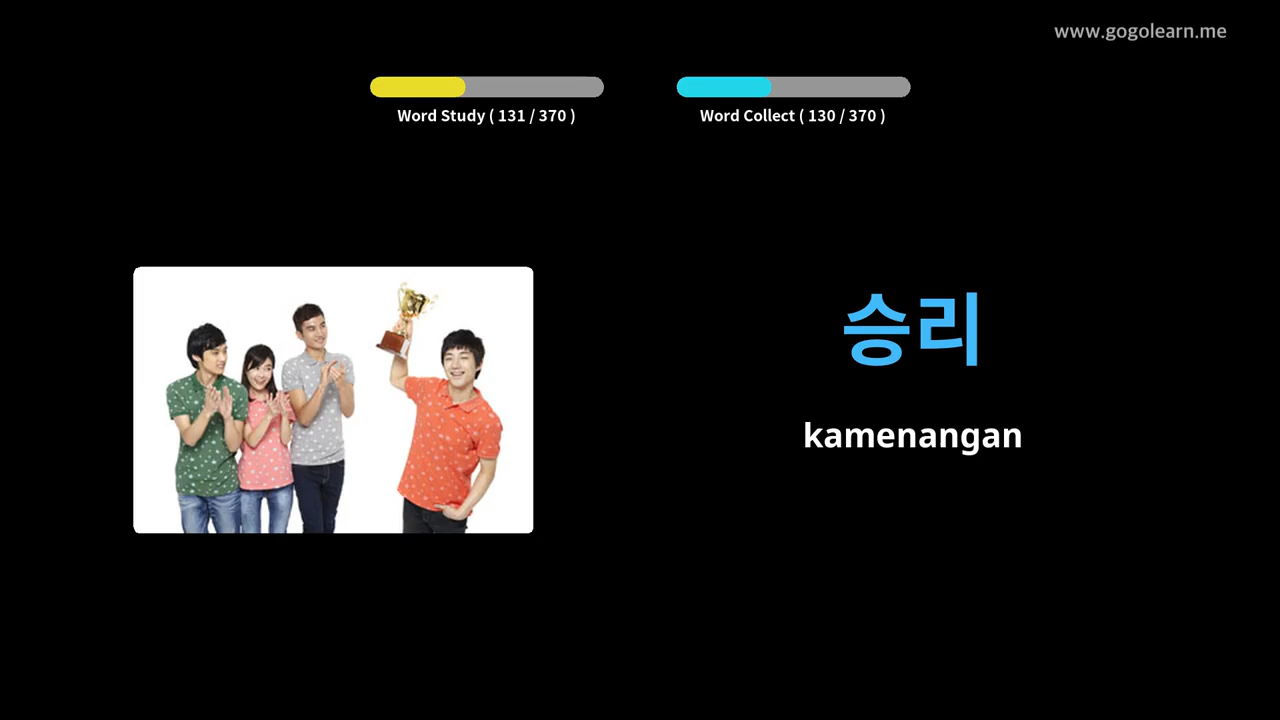 www.gogolearn.me
Word Study ( 131 / 370 )
Word Collect ( 130 / 370 )
승리
kamenangan